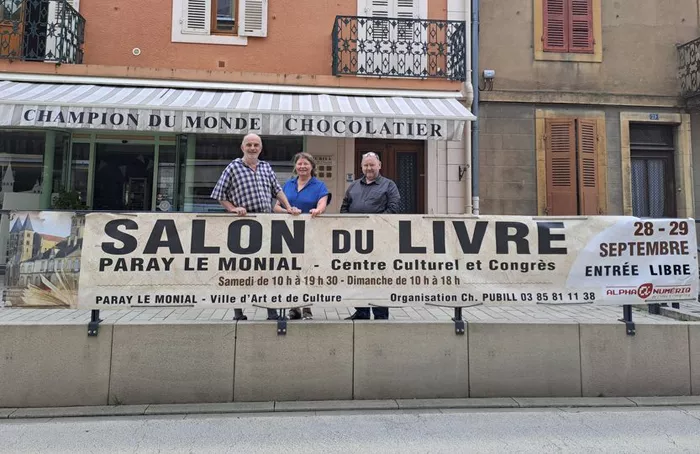 CHAMPION DU MONDE CHOCOLATIER
SALON DU LIVRE
PARAY LE MONIAL - Centre Culturel et Congrès
Samedi de 10 h à 19 h 30 - Dimanche de 10 h à 18 h
PARAY LE MONIAL - Ville d'Art et de Culture
Organisation Ch. PUBILL 03 85 81 11 38
28 - 29
SEPTEMBRE
ENTRÉE LIBRE
ALPHA NUMÉRIQ